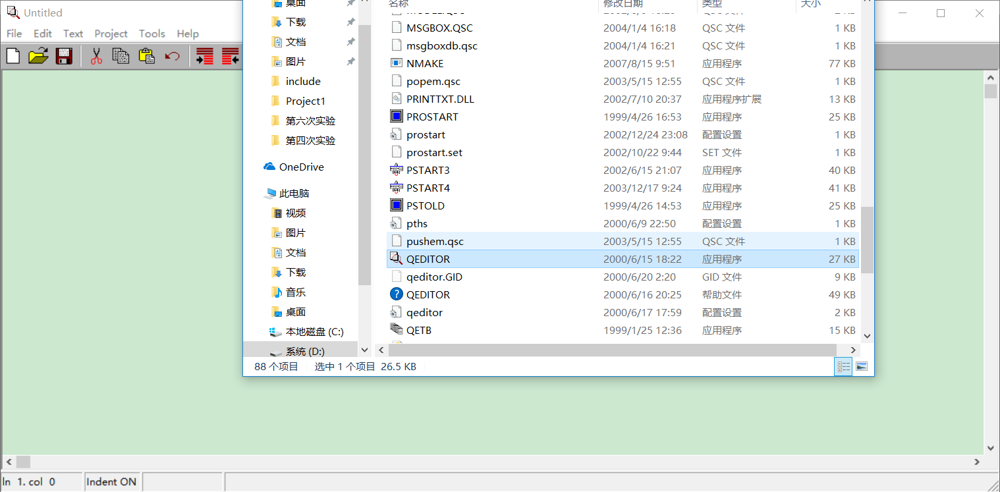 Untitled
File Edit Text Project Tools Help
桌面
下载
文档
图片
include
Project1
第六次实验
第四次实验
OneDrive
此电脑
视频
图片
文档
下载
音乐
桌面
本地磁盘 (C:)
系统 (D:)
名称 修改日期 类型 大小
MSGBOX.QSC 2004/1/4 16:18 QSC 文件 1 KB
msgboxdb.qsc 2004/1/4 16:21 QSC 文件 1 KB
NMAKE 2007/8/15 9:51 应用程序 77 KB
popem.qsc 2003/5/15 12:55 QSC 文件 1 KB
PRINTTXT.DLL 2002/7/10 20:37 应用程序扩展 13 KB
PROSTART 1999/4/26 16:53 应用程序 25 KB
prostart 2002/12/24 23:08 配置设置 1 KB
prostart.set 2002/10/22 9:44 SET 文件 1 KB
PSTART3 2002/6/15 21:07 应用程序 40 KB
PSTART4 2003/12/17 9:24 应用程序 41 KB
PSTOLD 1999/4/26 14:53 应用程序 25 KB
pths 2000/6/9 22:50 配置设置 1 KB
pushem.qsc 2003/5/15 12:55 QSC 文件 1 KB
QEDITOR 2000/6/15 18:22 应用程序 27 KB
qeditor.GID 2000/6/20 2:20 GID 文件 9 KB
QEDITOR 2000/6/16 20:25 帮助文件 49 KB
qeditor 2000/6/17 17:59 配置设置 2 KB
QETB 1999/1/25 12:36 应用程序 15 KB
88 个项目 选中 1 个项目 26.5 KB
ln 1. col 0 Indent ON